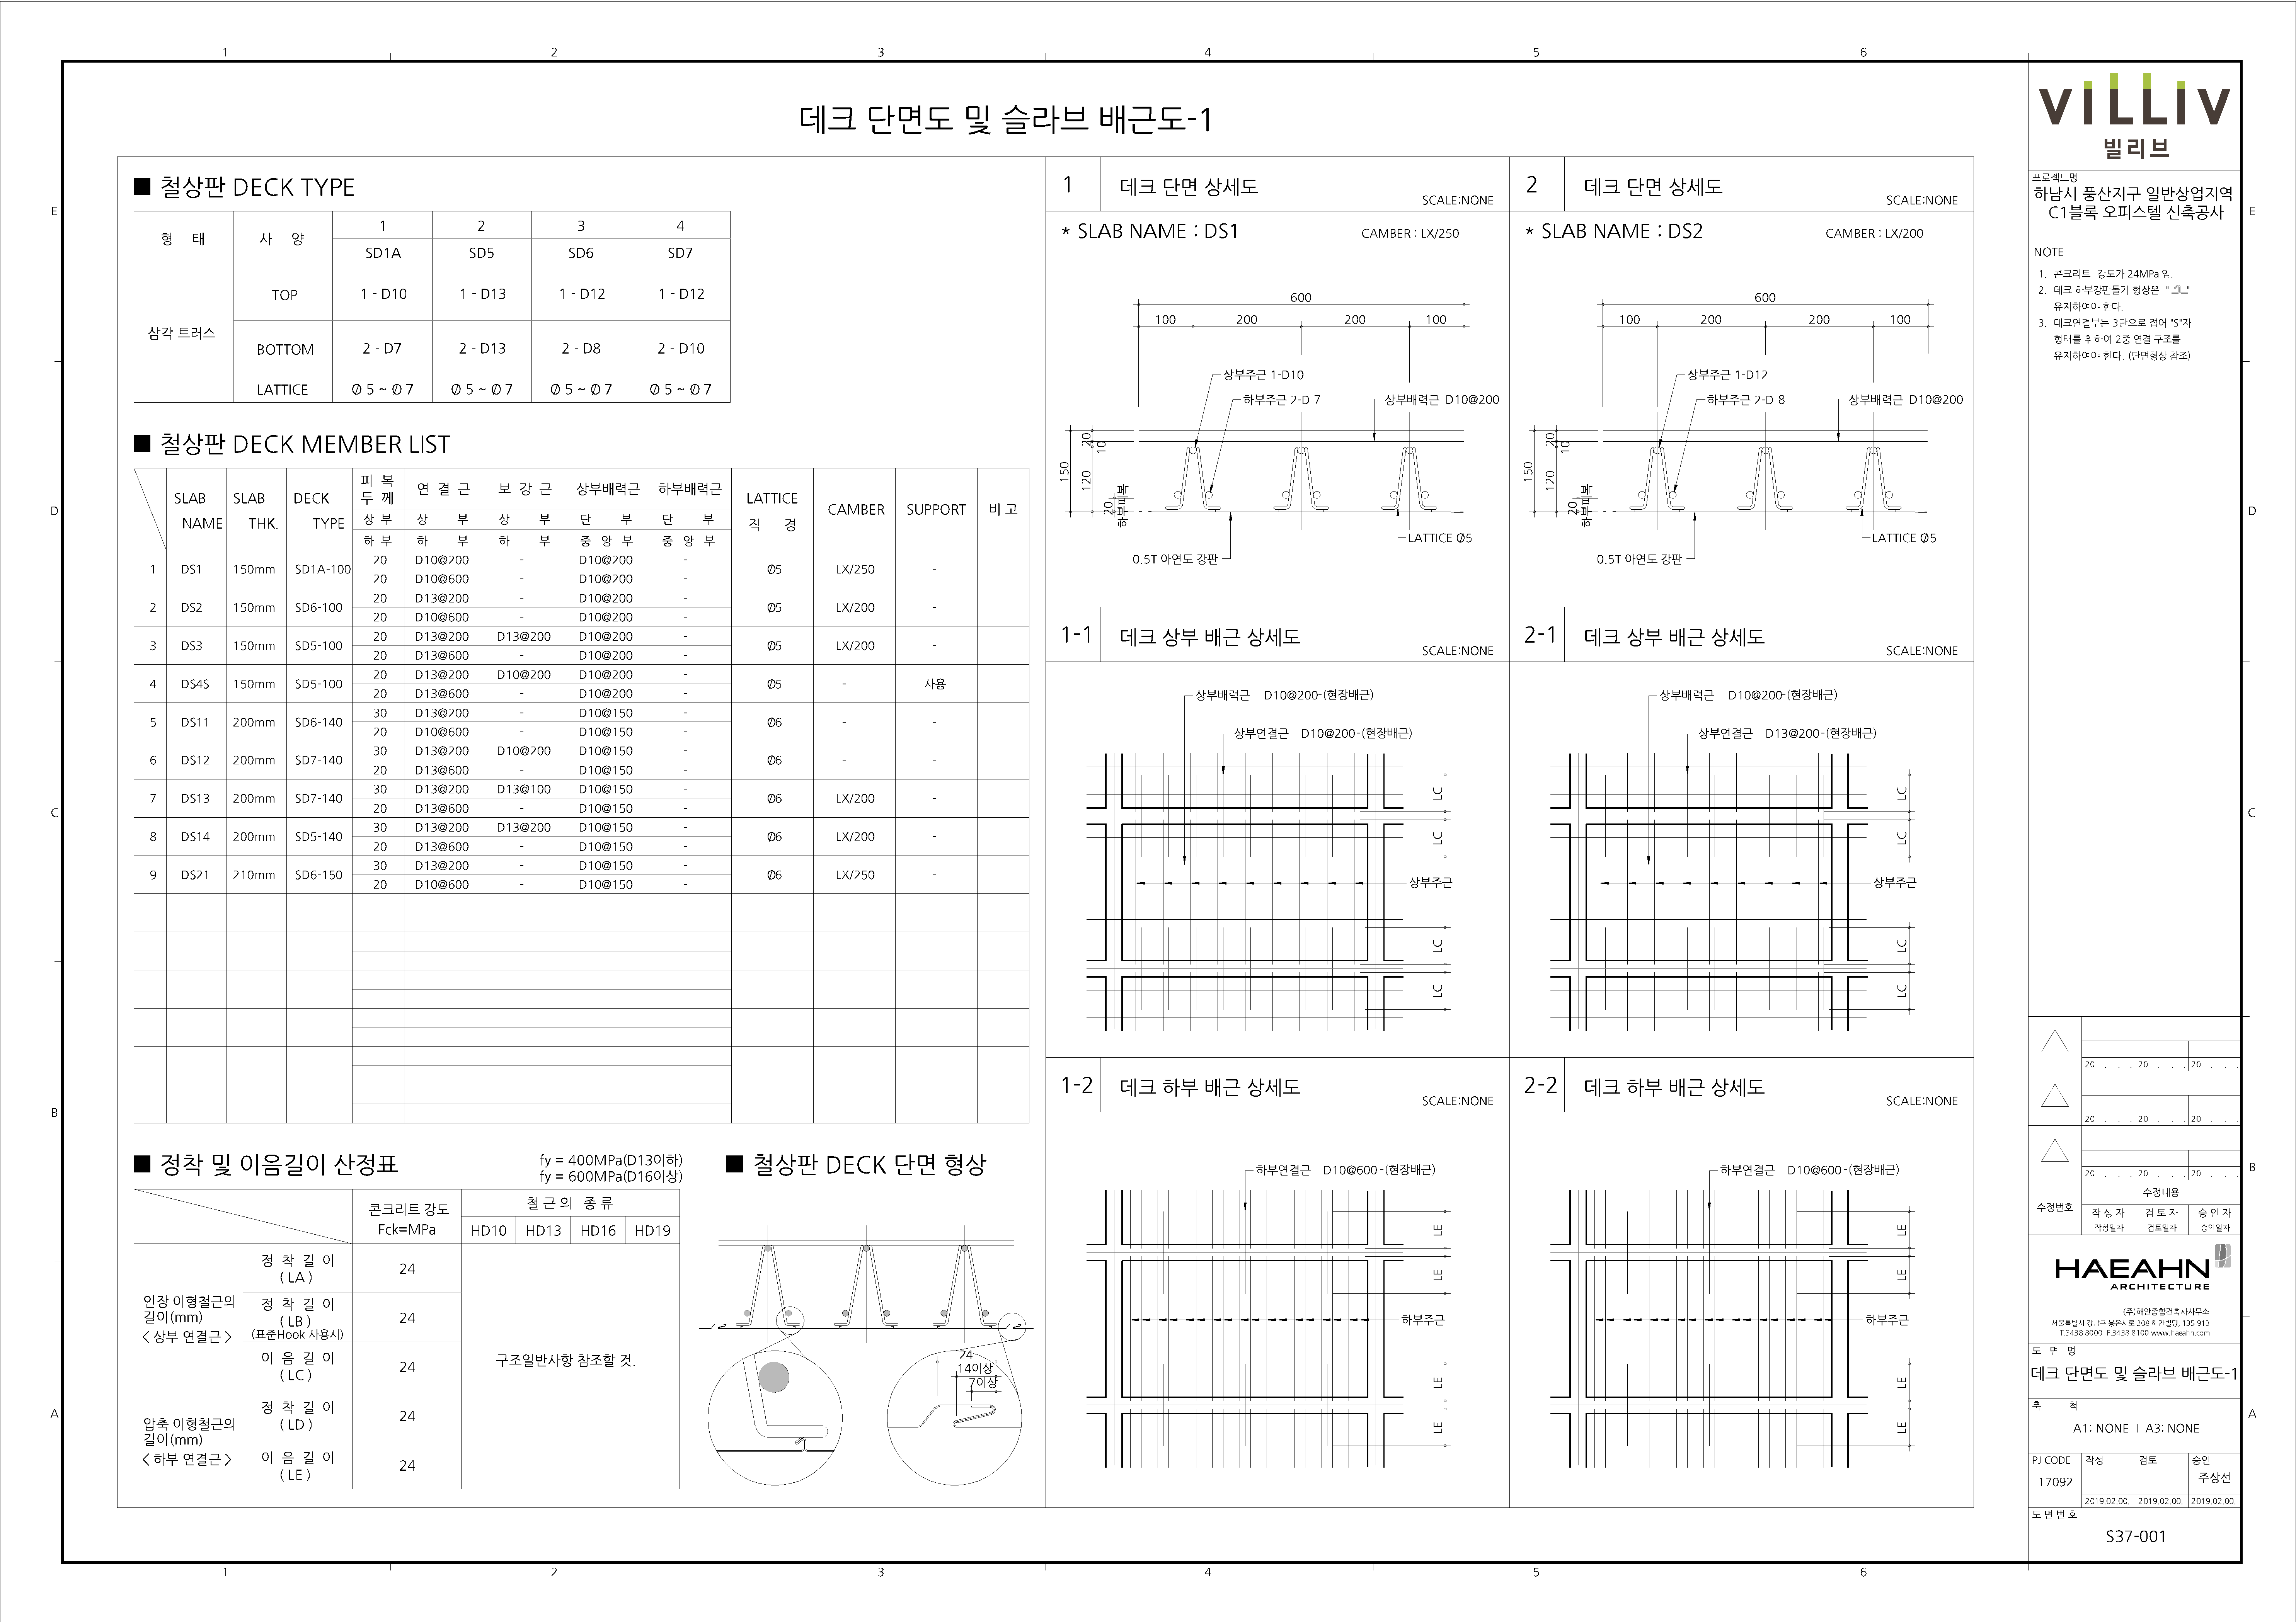 데크 단면도 및 슬라브 배근도-1
■ 철상판 DECK TYPE
형 태 사 양 1 2 3 4
SD1A SD5 SD6 SD7
삼각 트러스
TOP 1 - D10 1 - D13 1 - D12 1 - D12
BOTTOM 2 - D7 2 - D13 2 - D8 2 - D10
LATTICE Ø 5 ~ Ø 7 Ø 5 ~ Ø 7 Ø 5 ~ Ø 7 Ø 5 ~ Ø 7
■ 철상판 DECK MEMBER LIST
SLAB NAME SLAB THK. DECK TYPE 피 복 두 께 연 결 근 보 강 근 상부배력근 하부배력근 LATTICE 직 경 CAMBER SUPPORT 비 고
상 부 상 부 상 부 단 부 단 부
하 부 하 부 하 부 중 앙 부 중 앙 부
1 DS1 150mm SD1A-100 20 D10@200 - D10@200 - Ø5 LX/250 -
20 D10@600 - D10@200 -
2 DS2 150mm SD6-100 20 D13@200 - D10@200 - Ø5 LX/200 -
20 D10@600 - D10@200 -
3 DS3 150mm SD5-100 20 D13@200 D13@200 D10@200 - Ø5 LX/200 -
20 D13@600 - D10@200 -
4 DS4S 150mm SD5-100 20 D13@200 D10@200 D10@200 - Ø5 - 사용
20 D13@600 - D10@200 -
5 DS11 200mm SD6-140 30 D13@200 - D10@150 - Ø6 - -
20 D10@600 - D10@150 -
6 DS12 200mm SD7-140 30 D13@200 D10@200 D10@150 - Ø6 - -
20 D13@600 - D10@150 -
7 DS13 200mm SD7-140 30 D13@200 D13@100 D10@150 - Ø6 LX/200 -
20 D13@600 - D10@150 -
8 DS14 200mm SD5-140 30 D13@200 D13@200 D10@150 - Ø6 LX/200 -
20 D13@600 - D10@150 -
9 DS21 210mm SD6-150 30 D13@200 - D10@150 - Ø6 LX/250 -
20 D10@600 - D10@150 -
■ 정착 및 이음길이 산정표
fy = 400MPa(D13이하)
fy = 600MPa(D16이상)
콘크리트 강도 Fck=MPa
철 근 의 종 류
HD10 HD13 HD16 HD19
인장 이형철근의
길이(mm)
< 상부 연결근 >
정 착 길 이
( LA )
24
정 착 길 이
( LB )
(표준Hook 사용시)
24
이 음 길 이
( LC )
24
압축 이형철근의
길이(mm)
< 하부 연결근 >
정 착 길 이
( LD )
24
이 음 길 이
( LE )
24
구조일반사항 참조할 것.
■ 철상판 DECK 단면 형상
24
14이상
7이상
1 데크 단면 상세도 SCALE:NONE
* SLAB NAME : DS1 CAMBER : LX/250
600
100 200 200 100
상부주근 1-D10
하부주근 2-D 7
상부배력근 D10@200
150
20
10
120
20
하부피복
LATTICE Ø5
0.5T 아연도 강판
2 데크 단면 상세도 SCALE:NONE
* SLAB NAME : DS2 CAMBER : LX/200
600
100 200 200 100
상부주근 1-D12
하부주근 2-D 8
상부배력근 D10@200
150
20
10
120
20
하부피복
LATTICE Ø5
0.5T 아연도 강판
1-1 데크 상부 배근 상세도 SCALE:NONE
상부배력근 D10@200-(현장배근)
상부연결근 D10@200-(현장배근)
LC
LC
상부주근
LC
LC
2-1 데크 상부 배근 상세도 SCALE:NONE
상부배력근 D10@200-(현장배근)
상부연결근 D13@200-(현장배근)
LC
LC
상부주근
LC
LC
1-2 데크 하부 배근 상세도 SCALE:NONE
하부연결근 D10@600-(현장배근)
LE
LE
하부주근
LE
LE
2-2 데크 하부 배근 상세도 SCALE:NONE
하부연결근 D10@600-(현장배근)
LE
LE
하부주근
LE
LE
VILLIV
빌리브
프로젝트명
하남시 풍산지구 일반상업지역
C1블록 오피스텔 신축공사
NOTE
1. 콘크리트 강도가 24MPa 임.
2. 데크 하부강판돌기 형상은 " "
유지하여야 한다.
3. 데크연결부는 3단으로 접어 "S"자
형태를 취하여 2중 연결 구조를
유지하여야 한다. (단면형상 참조)
20 . . . 20 . . . 20 . . .
20 . . . 20 . . . 20 . . .
20 . . . 20 . . . 20 . . .
수정번호 수정내용
작 성 자 검 토 자 승 인 자
작성일자 검토일자 승인일자
HAEAHN
ARCHITECTURE
(주)해안종합건축사사무소
서울특별시 강남구 봉은사로 208 해안빌딩, 135-913
T.3438 8000 F.3438 8100 www.haeahn.com
도 면 명
데크 단면도 및 슬라브 배근도-1
축 척
A1: NONE I A3: NONE
PJ CODE 작성 검토 승인
17092 주상선
2019.02.00. 2019.02.00. 2019.02.00.
도 면 번 호
S37-001
1 2 3 4 5 6
1 2 3 4 5 6
E D C B A
E D C B A